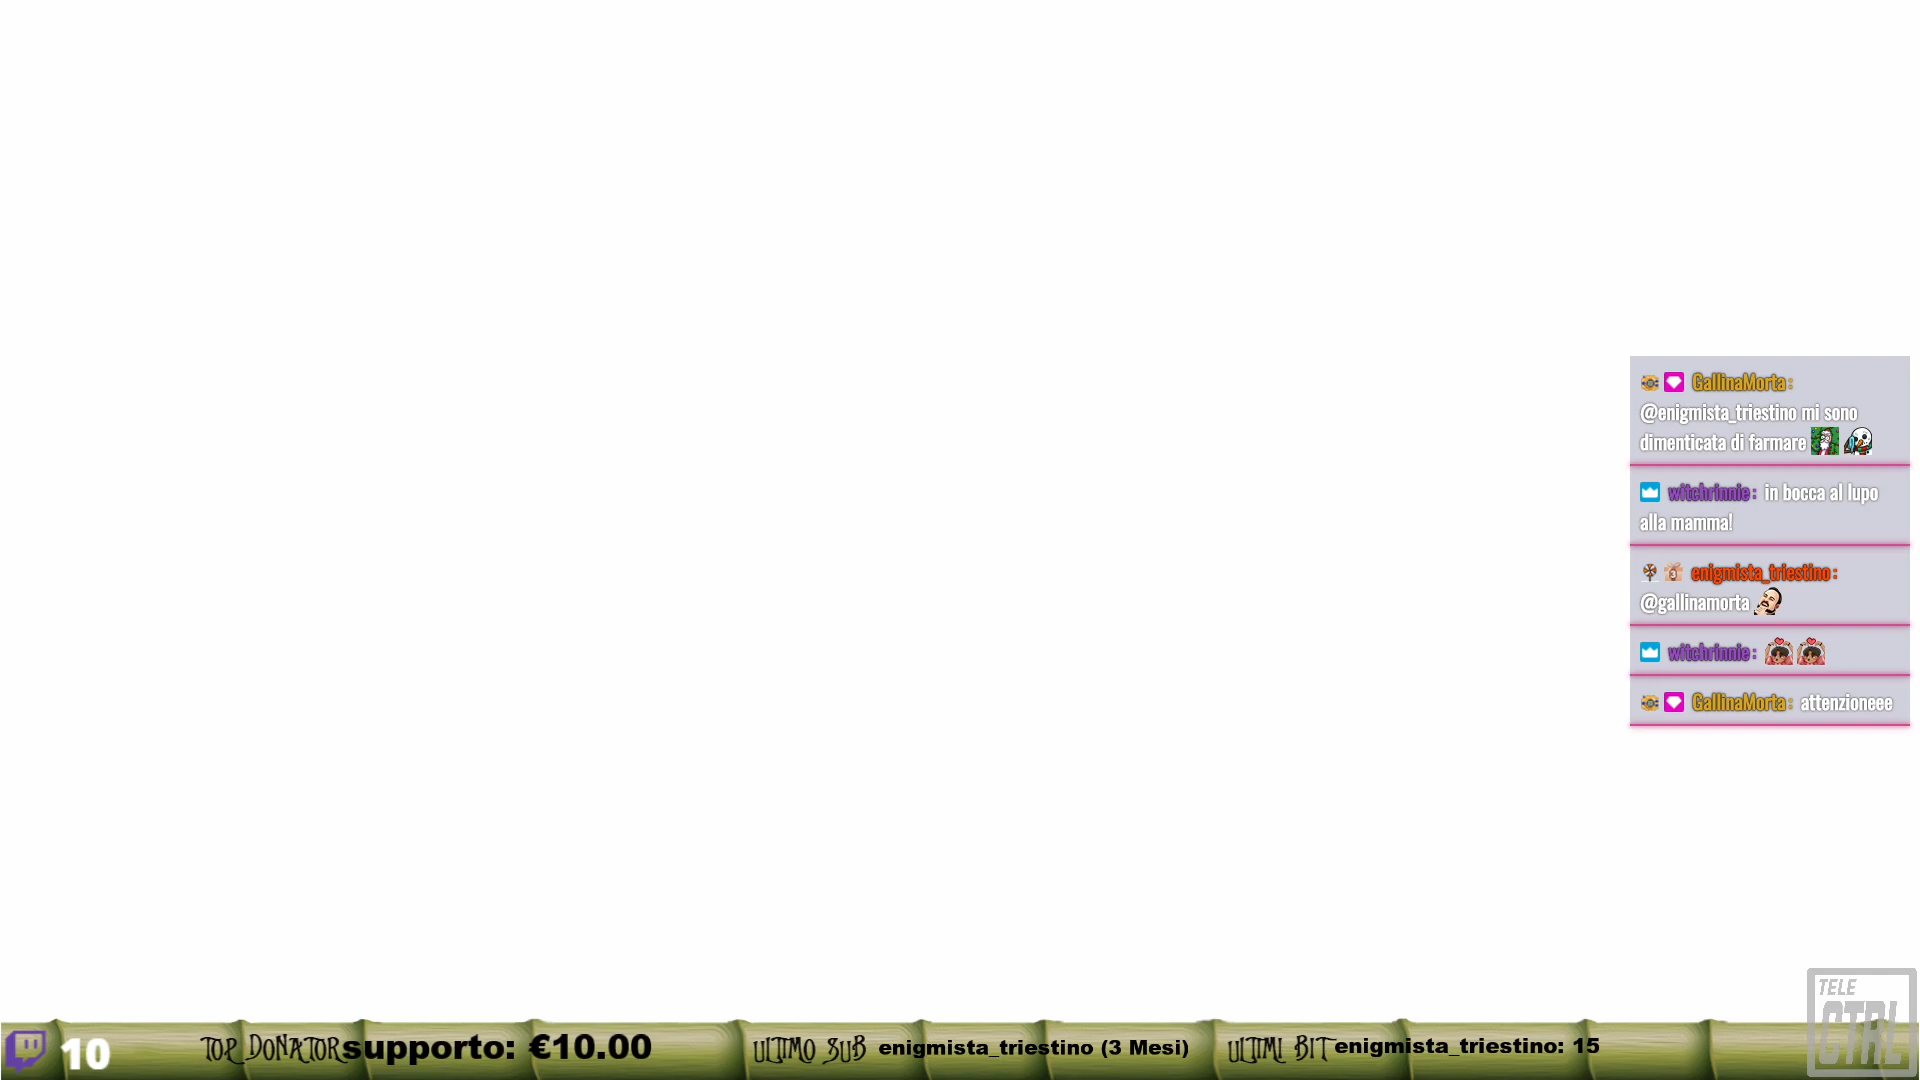 GallinaMorta:
@enigmista_triestino mi sono
dimenticata di farmare
witchrinnie: in bocca al lupo
alla mamma!
3 enigmista_triestino:
@gallinamorta
witchrinnie:
GallinaMorta: attenzioneee
TELE
CTRL
10 TOP DONATOR supporto: €10.00 ULTIMO SUB enigmista_triestino (3 Mesi) ULTIMI BIT enigmista_triestino: 15